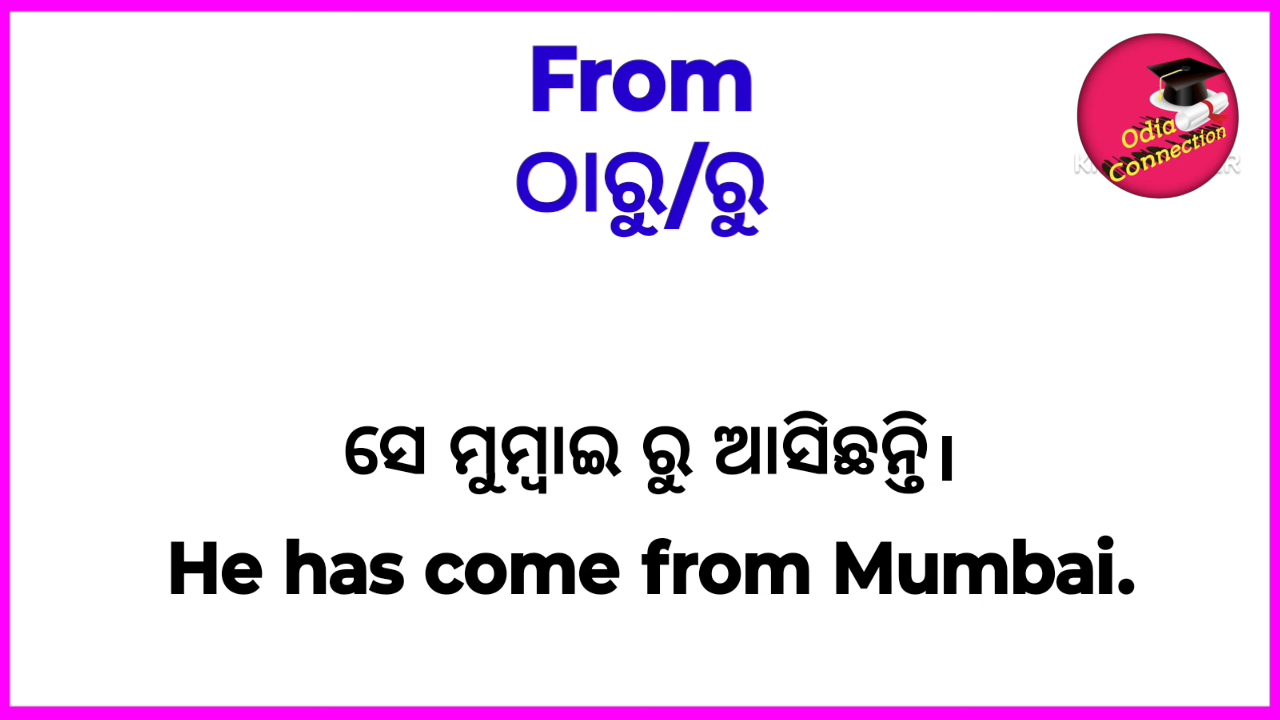 From
ଠାରୁ/ରୁ
Odia
Connection
ସେ ମୁମ୍ବାଇ ରୁ ଆସିଛନ୍ତି।
He has come from Mumbai.